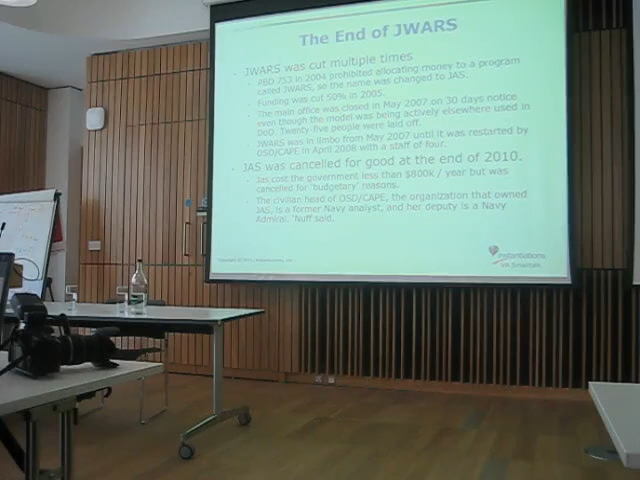 The End of JWARS
JWARS was cut multiple times
PBD 753 in 2004 prohibited allocating money to a program
called JWARS, so the name was changed to JAS.
Funding was cut 50% in 2005.
The main office was closed in May 2007 on 30 days notice
even though the model was being actively elsewhere used in
DoD. Twenty-five people were laid off.
JWARS was in limbo from May 2007 until it was restarted by
OSD/CAPE in April 2008 with a staff of four.
JAS was cancelled for good at the end of 2010.
Jas cost the government less than $800k / year but was
cancelled for 'budgetary' reasons.
The civilian head of OSD/CAPE, the organization that owned
JAS, is a former Navy analyst, and her deputy is a Navy
Admiral. 'Nuff said.
instantiations
VA Smalltalk